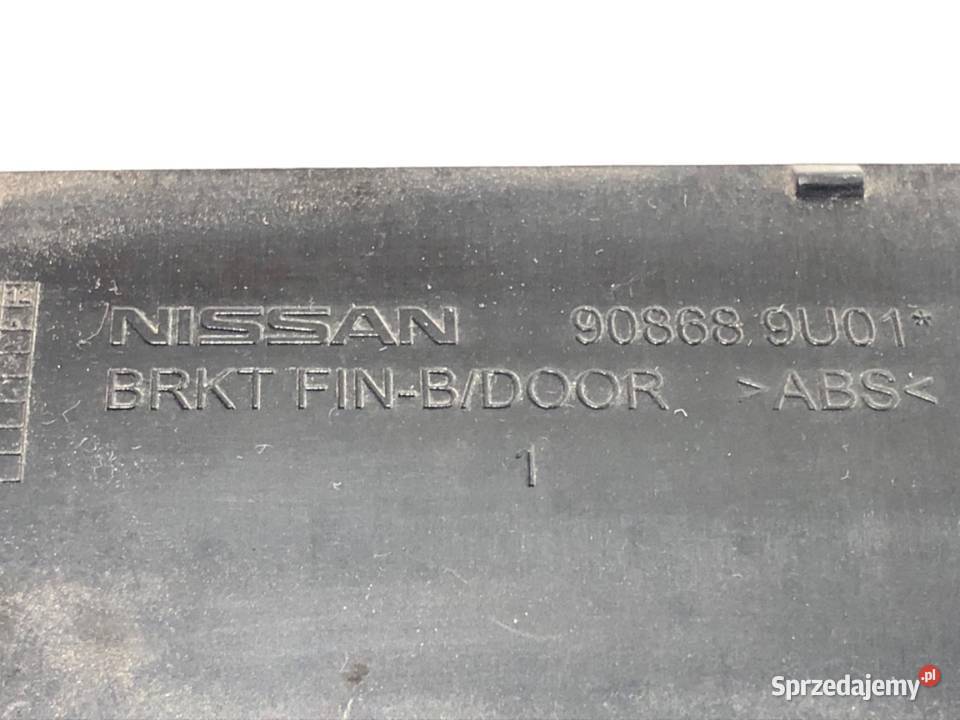 NISSAN 90868 9U01*
BRKT FIN-B/DOOR >ABS<
1
Sprzedajemy.pl